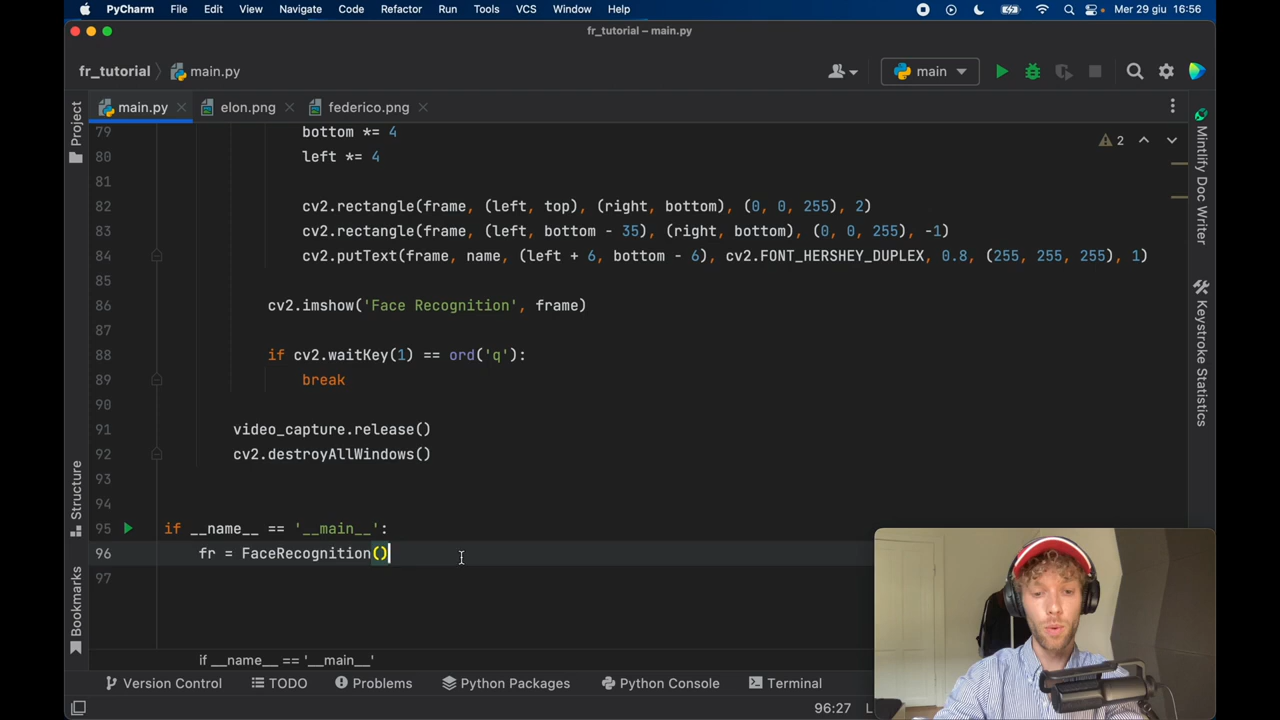 PyCharm File Edit View Navigate Code Refactor Run Tools VCS Window Help Mer 29 giu 16:56
fr_tutorial – main.py
fr_tutorial main.py main
main.py elon.png federico.png
Project
2
Mintlify Doc Writer
79 bottom *= 4
80 left *= 4
81
82 cv2.rectangle(frame, (left, top), (right, bottom), (0, 0, 255), 2)
83 cv2.rectangle(frame, (left, bottom - 35), (right, bottom), (0, 0, 255), -1)
84 cv2.putText(frame, name, (left + 6, bottom - 6), cv2.FONT_HERSHEY_DUPLEX, 0.8, (255, 255, 255), 1)
85
86 cv2.imshow('Face Recognition', frame)
87
88 if cv2.waitKey(1) == ord('q'):
89 break
90
91 video_capture.release()
92 cv2.destroyAllWindows()
93
94
95 if __name__ == '__main__':
96 fr = FaceRecognition()
97
Keystroke Statistics
Structure
Bookmarks
if __name__ == '__main__'
Version Control TODO Problems Python Packages Python Console Terminal
96:27